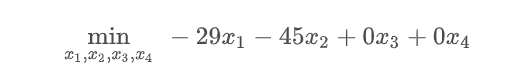 min −29x₁ − 45x₂ + 0x₃ + 0x₄
x₁,x₂,x₃,x₄